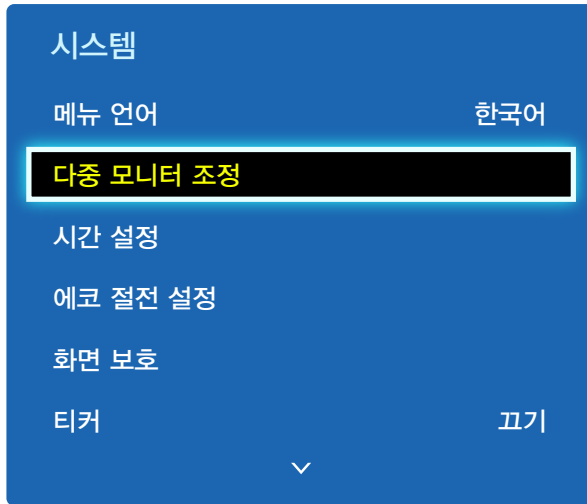 시스템
메뉴 언어 한국어
다중 모니터 조정
시간 설정
에코 절전 설정
화면 보호
티커 끄기